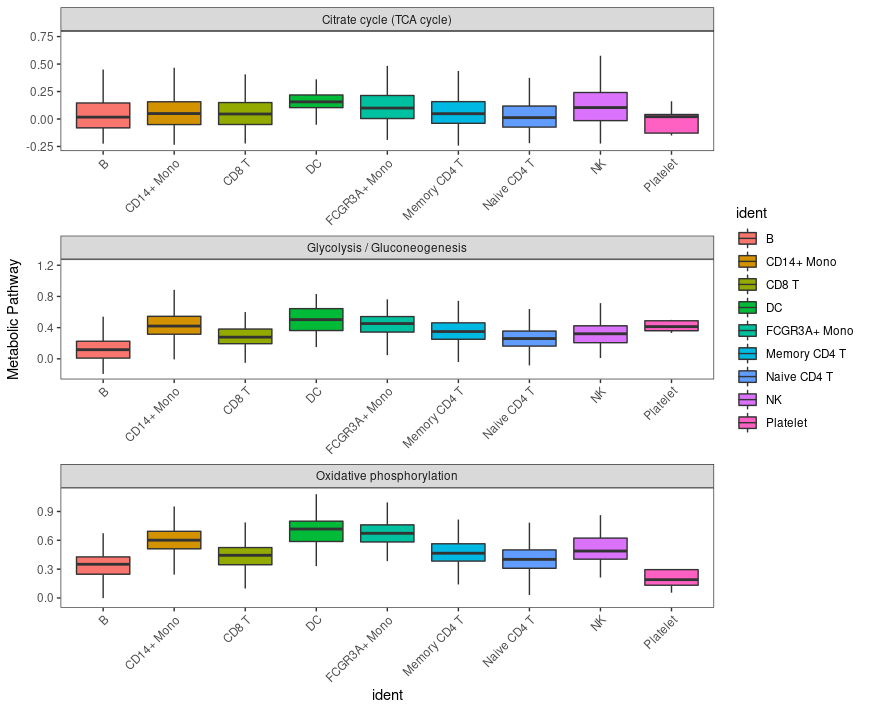 Citrate cycle (TCA cycle)
0.75
0.50
0.25
0.00
-0.25
B
CD14+ Mono
CD8 T
DC
FCGR3A+ Mono
Memory CD4 T
Naive CD4 T
NK
Platelet
Metabolic Pathway
Glycolysis / Gluconeogenesis
1.2
0.8
0.4
0.0
B
CD14+ Mono
CD8 T
DC
FCGR3A+ Mono
Memory CD4 T
Naive CD4 T
NK
Platelet
Oxidative phosphorylation
0.9
0.6
0.3
0.0
B
CD14+ Mono
CD8 T
DC
FCGR3A+ Mono
Memory CD4 T
Naive CD4 T
NK
Platelet
ident
ident
B
CD14+ Mono
CD8 T
DC
FCGR3A+ Mono
Memory CD4 T
Naive CD4 T
NK
Platelet